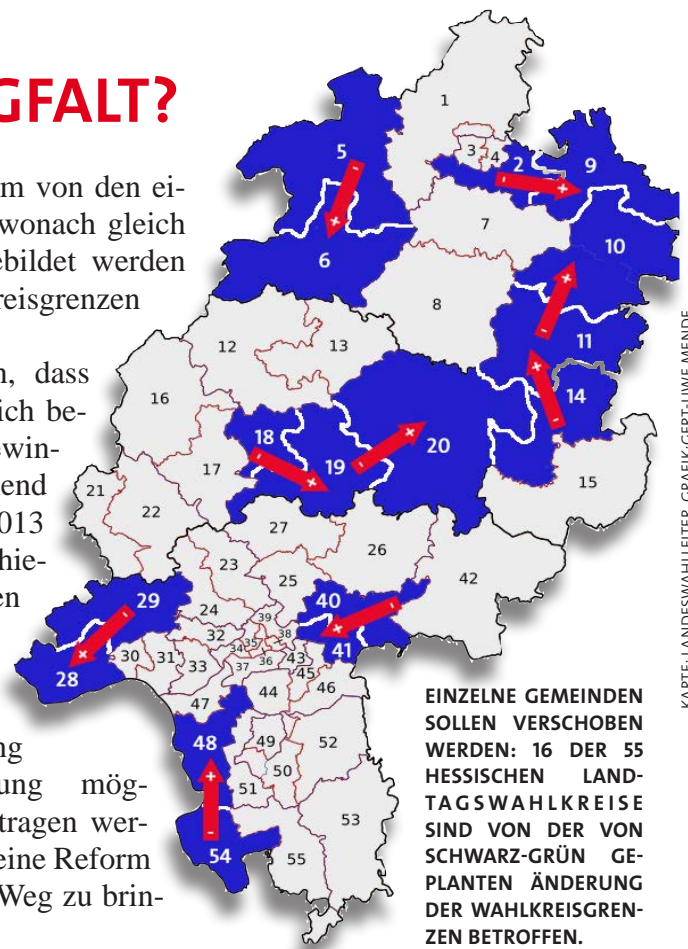 GFALT?
m von den ei-
wonach gleich
ebildet werden
reisgrenzen
n, dass
ich be-
ewin-
end
013
hie-
en
ng
ung mög-
tragen wer-
eine Reform
Weg zu brin-
1
2
3
4
5
6
7
8
9
10
11
12
13
14
15
16
17
18
19
20
21
22
23
24
25
26
27
28
29
30
31
32
33
34
35
36
37
38
39
40
41
42
43
44
45
46
47
48
49
50
51
52
53
54
55
EINZELNE GEMEINDEN
SOLLEN VERSCHOBEN
WERDEN: 16 DER 55
HESSISCHEN LAND-
TAGSWAHLKREISE
SIND VON DER VON
SCHWARZ-GRÜN GE-
PLANTEN ÄNDERUNG
DER WAHLKREISGREN-
ZEN BETROFFEN.
KARTE: LANDESWAHLLEITER, GRAFIK-GERT-UWE MENDE